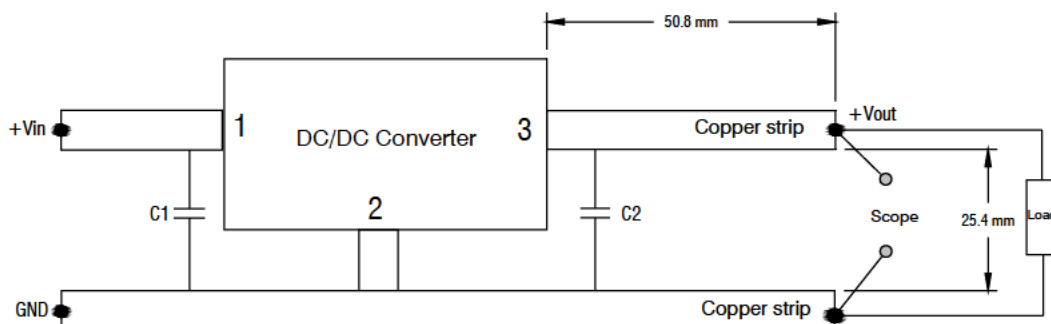 50.8 mm
+Vin
1
DC/DC Converter
3
Copper strip
+Vout
C1
2
C2
Scope
25.4 mm
GND
Copper strip